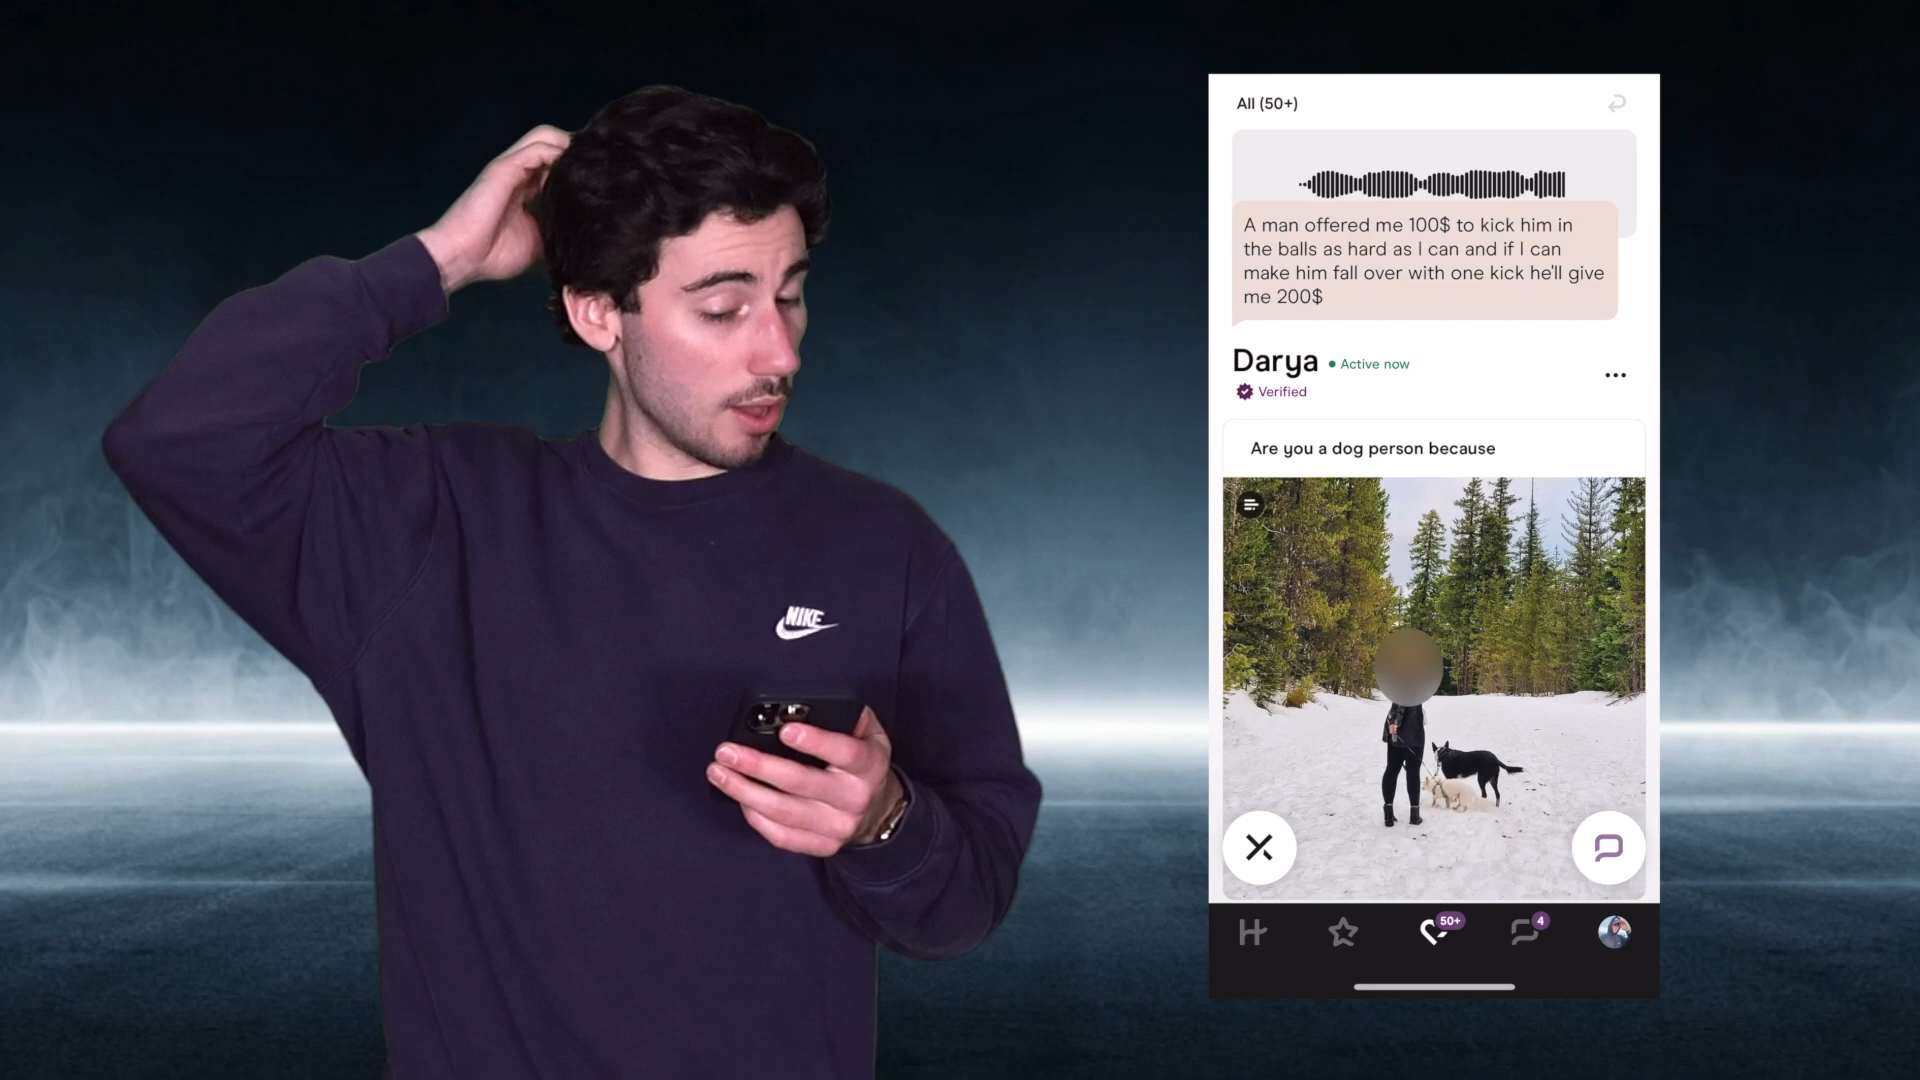 All (50+)
A man offered me 100$ to kick him in
the balls as hard as I can and if I can
make him fall over with one kick he'll give
me 200$
Darya
Active now
Verified
Are you a dog person because
NIKE
50+
4